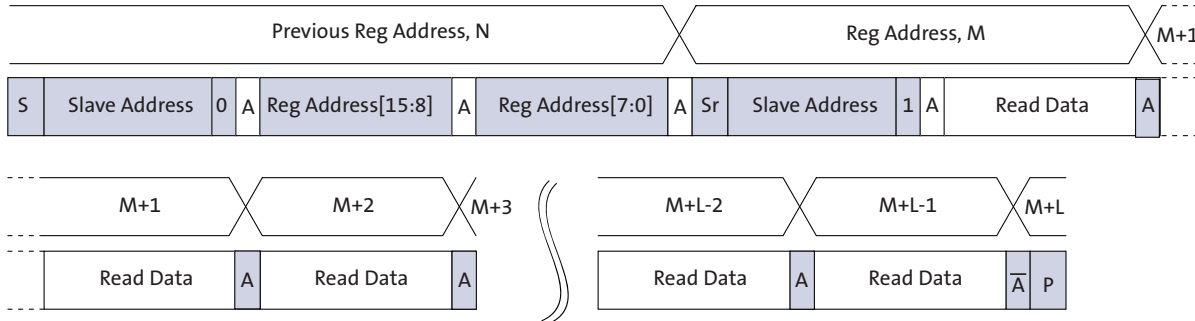 Previous Reg Address, N Reg Address, M M+1
S Slave Address 0 A Reg Address[15:8] A Reg Address[7:0] A Sr Slave Address 1 A Read Data A
M+1 M+2 M+3 M+L-2 M+L-1 M+L
Read Data A Read Data A Read Data A Read Data A̅ P